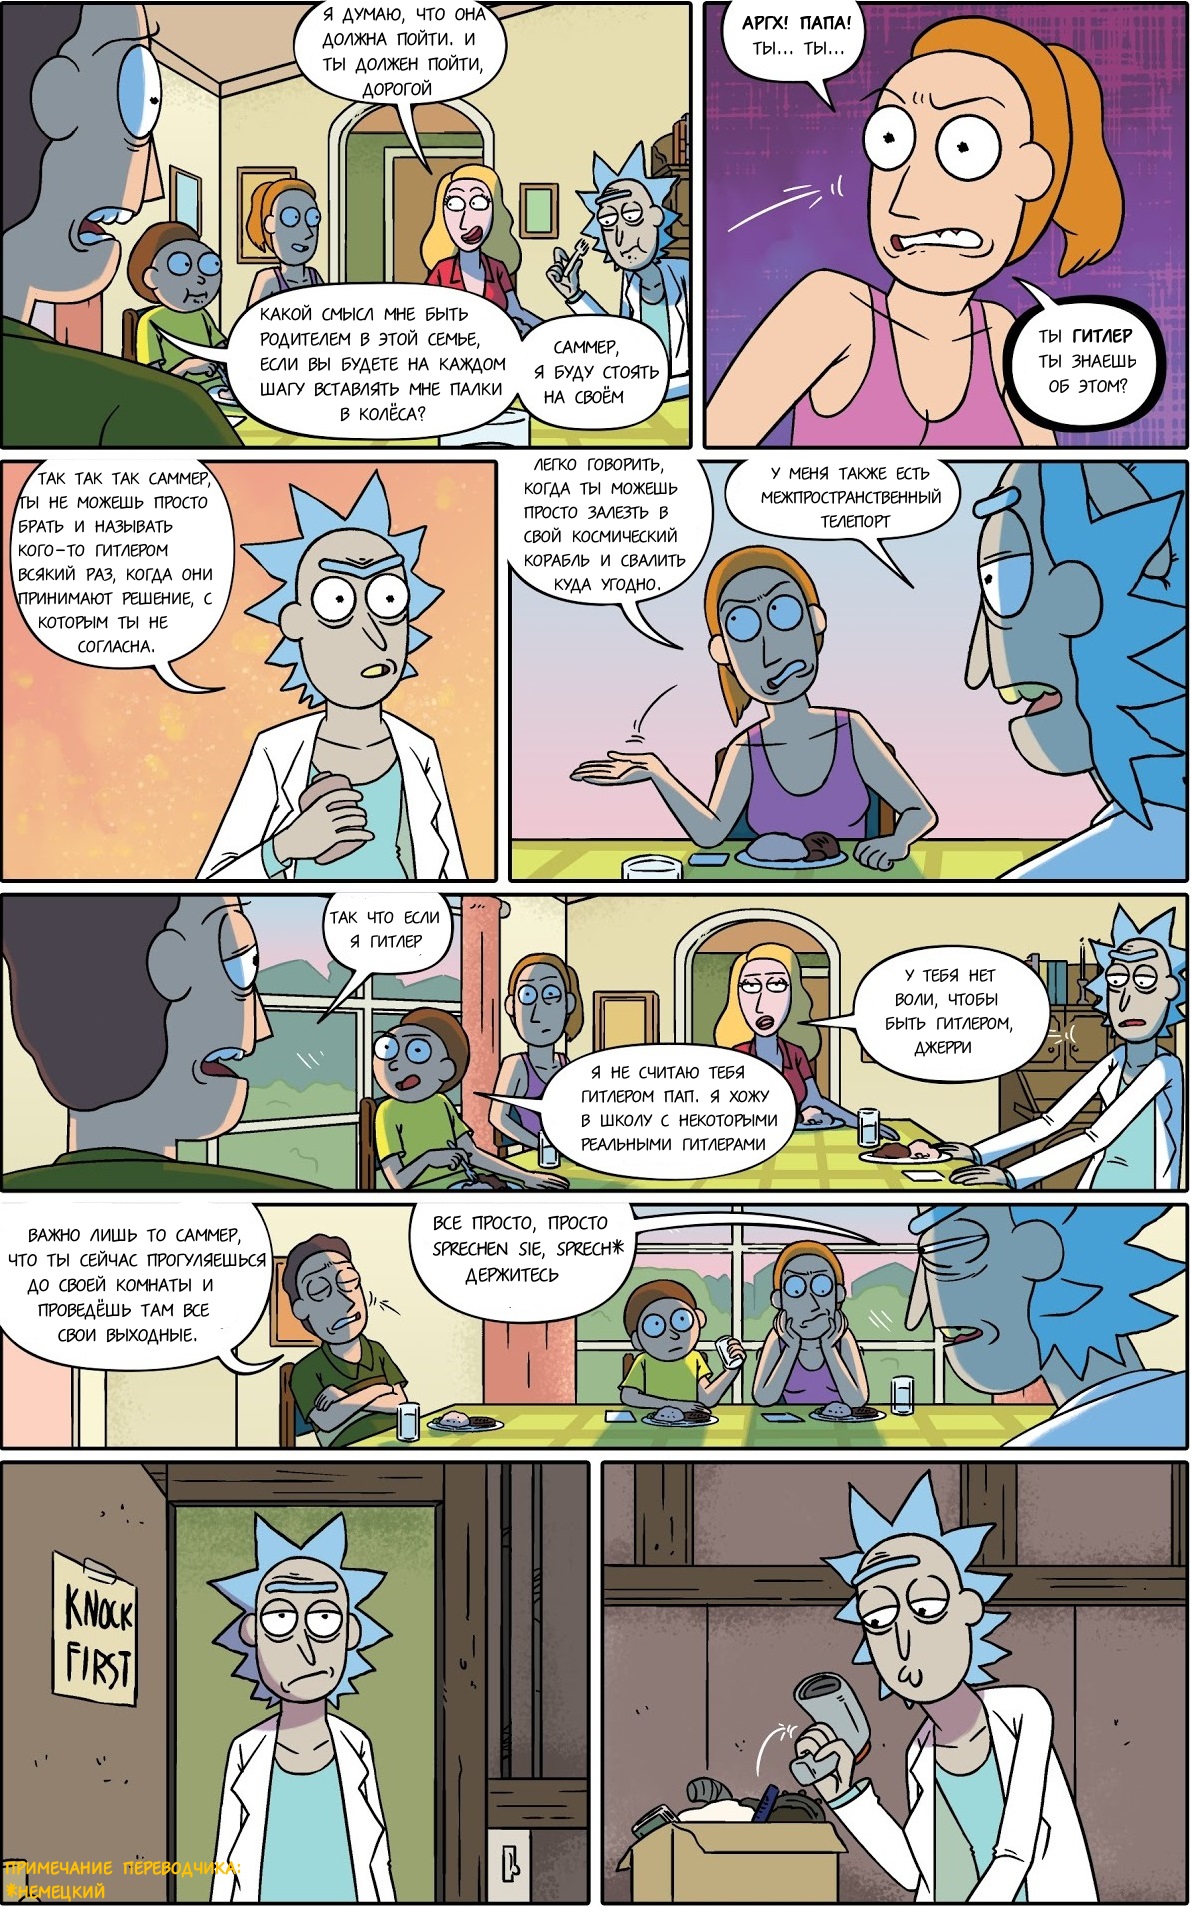 Я ДУМАЮ, ЧТО ОНА
ДОЛЖНА ПОЙТИ. И
ТЫ ДОЛЖЕН ПОЙТИ,
ДОРОГОЙ
КАКОЙ СМЫСЛ МНЕ БЫТЬ
РОДИТЕЛЕМ В ЭТОЙ СЕМЬЕ,
ЕСЛИ ВЫ БУДЕТЕ НА КАЖДОМ
ШАГУ ВСТАВЛЯТЬ МНЕ ПАЛКИ
В КОЛЁСА?
САММЕР,
Я БУДУ СТОЯТЬ
НА СВОЁМ
АРГХ! ПАПА!
ТЫ... ТЫ...
ТЫ ГИТЛЕР
ТЫ ЗНАЕШЬ
ОБ ЭТОМ?
ТАК ТАК ТАК САММЕР,
ТЫ НЕ МОЖЕШЬ ПРОСТО
БРАТЬ И НАЗЫВАТЬ
КОГО-ТО ГИТЛЕРОМ
ВСЯКИЙ РАЗ, КОГДА ОНИ
ПРИНИМАЮТ РЕШЕНИЕ, С
КОТОРЫМ ТЫ НЕ
СОГЛАСНА.
ЛЕГКО ГОВОРИТЬ,
КОГДА ТЫ МОЖЕШЬ
ПРОСТО ЗАЛЕЗТЬ В
СВОЙ КОСМИЧЕСКИЙ
КОРАБЛЬ И СВАЛИТЬ
КУДА УГОДНО.
У МЕНЯ ТАКЖЕ ЕСТЬ
МЕЖПРОСТРАНСТВЕННЫЙ
ТЕЛЕПОРТ
ТАК ЧТО ЕСЛИ
Я ГИТЛЕР
Я НЕ СЧИТАЮ ТЕБЯ
ГИТЛЕРОМ ПАП. Я ХОЖУ
В ШКОЛУ С НЕКОТОРЫМИ
РЕАЛЬНЫМИ ГИТЛЕРАМИ
У ТЕБЯ НЕТ
ВОЛИ, ЧТОБЫ
БЫТЬ ГИТЛЕРОМ,
ДЖЕРРИ
ВАЖНО ЛИШЬ ТО САММЕР,
ЧТО ТЫ СЕЙЧАС ПРОГУЛЯЕШЬСЯ
ДО СВОЕЙ КОМНАТЫ И
ПРОВЕДЁШЬ ТАМ ВСЕ
СВОИ ВЫХОДНЫЕ.
ВСЕ ПРОСТО, ПРОСТО
SPRECHEN SIE, SPRECH*
ДЕРЖИТЕСЬ
KNOCK
FIRST
ПРИМЕЧАНИЕ ПЕРЕВОДЧИКА:
*НЕМЕЦКИЙ